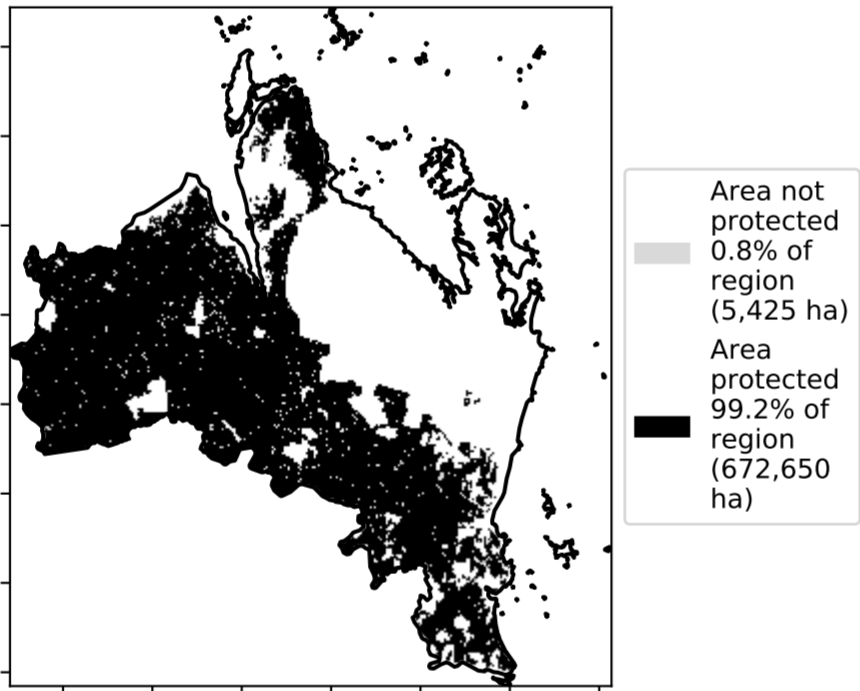 Area not
protected
0.8% of
region
(5,425 ha)
Area
protected
99.2% of
region
(672,650
ha)